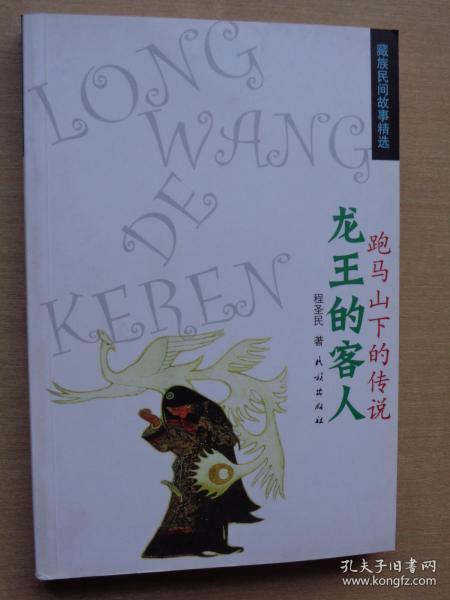 藏族民间故事精选
LONG
WANG
DE
KEREN
跑马山下的传说
龙王的客人
程圣民 著
民族出版社
孔夫子旧书网
www.kongfz.com